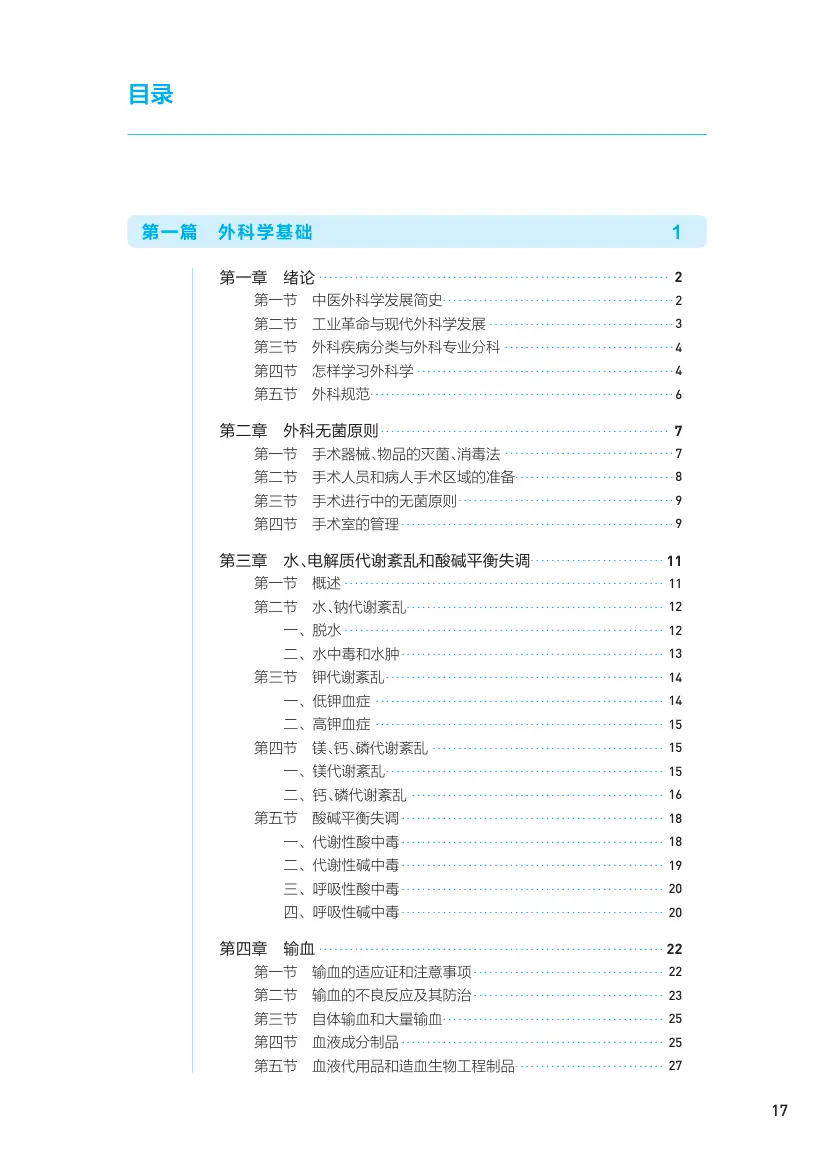 目录
第一篇 外科学基础 1
第一章 绪论 2
第一节 中医外科学发展简史 2
第二节 工业革命与现代外科学发展 3
第三节 外科疾病分类与外科专业分科 4
第四节 怎样学习外科学 4
第五节 外科规范 6
第二章 外科无菌原则 7
第一节 手术器械、物品的灭菌、消毒法 7
第二节 手术人员和病人手术区域的准备 8
第三节 手术进行中的无菌原则 9
第四节 手术室的管理 9
第三章 水、电解质代谢紊乱和酸碱平衡失调 11
第一节 概述 11
第二节 水、钠代谢紊乱 12
一、脱水 12
二、水中毒和水肿 13
第三节 钾代谢紊乱 14
一、低钾血症 14
二、高钾血症 15
第四节 镁、钙、磷代谢紊乱 15
一、镁代谢紊乱 15
二、钙、磷代谢紊乱 16
第五节 酸碱平衡失调 18
一、代谢性酸中毒 18
二、代谢性碱中毒 19
三、呼吸性酸中毒 20
四、呼吸性碱中毒 20
第四章 输血 22
第一节 输血的适应证和注意事项 22
第二节 输血的不良反应及其防治 23
第三节 自体输血和大量输血 25
第四节 血液成分制品 25
第五节 血液代用品和造血生物工程制品 27
17